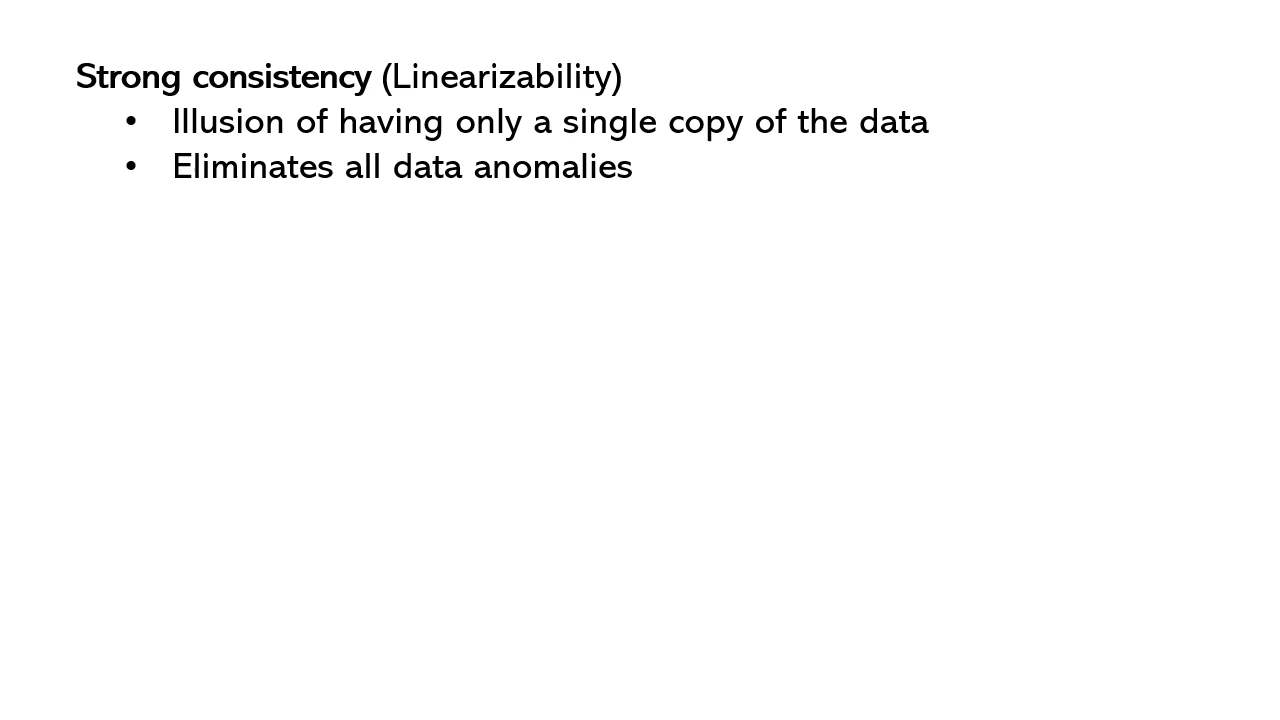 Strong consistency (Linearizability)
• Illusion of having only a single copy of the data
• Eliminates all data anomalies